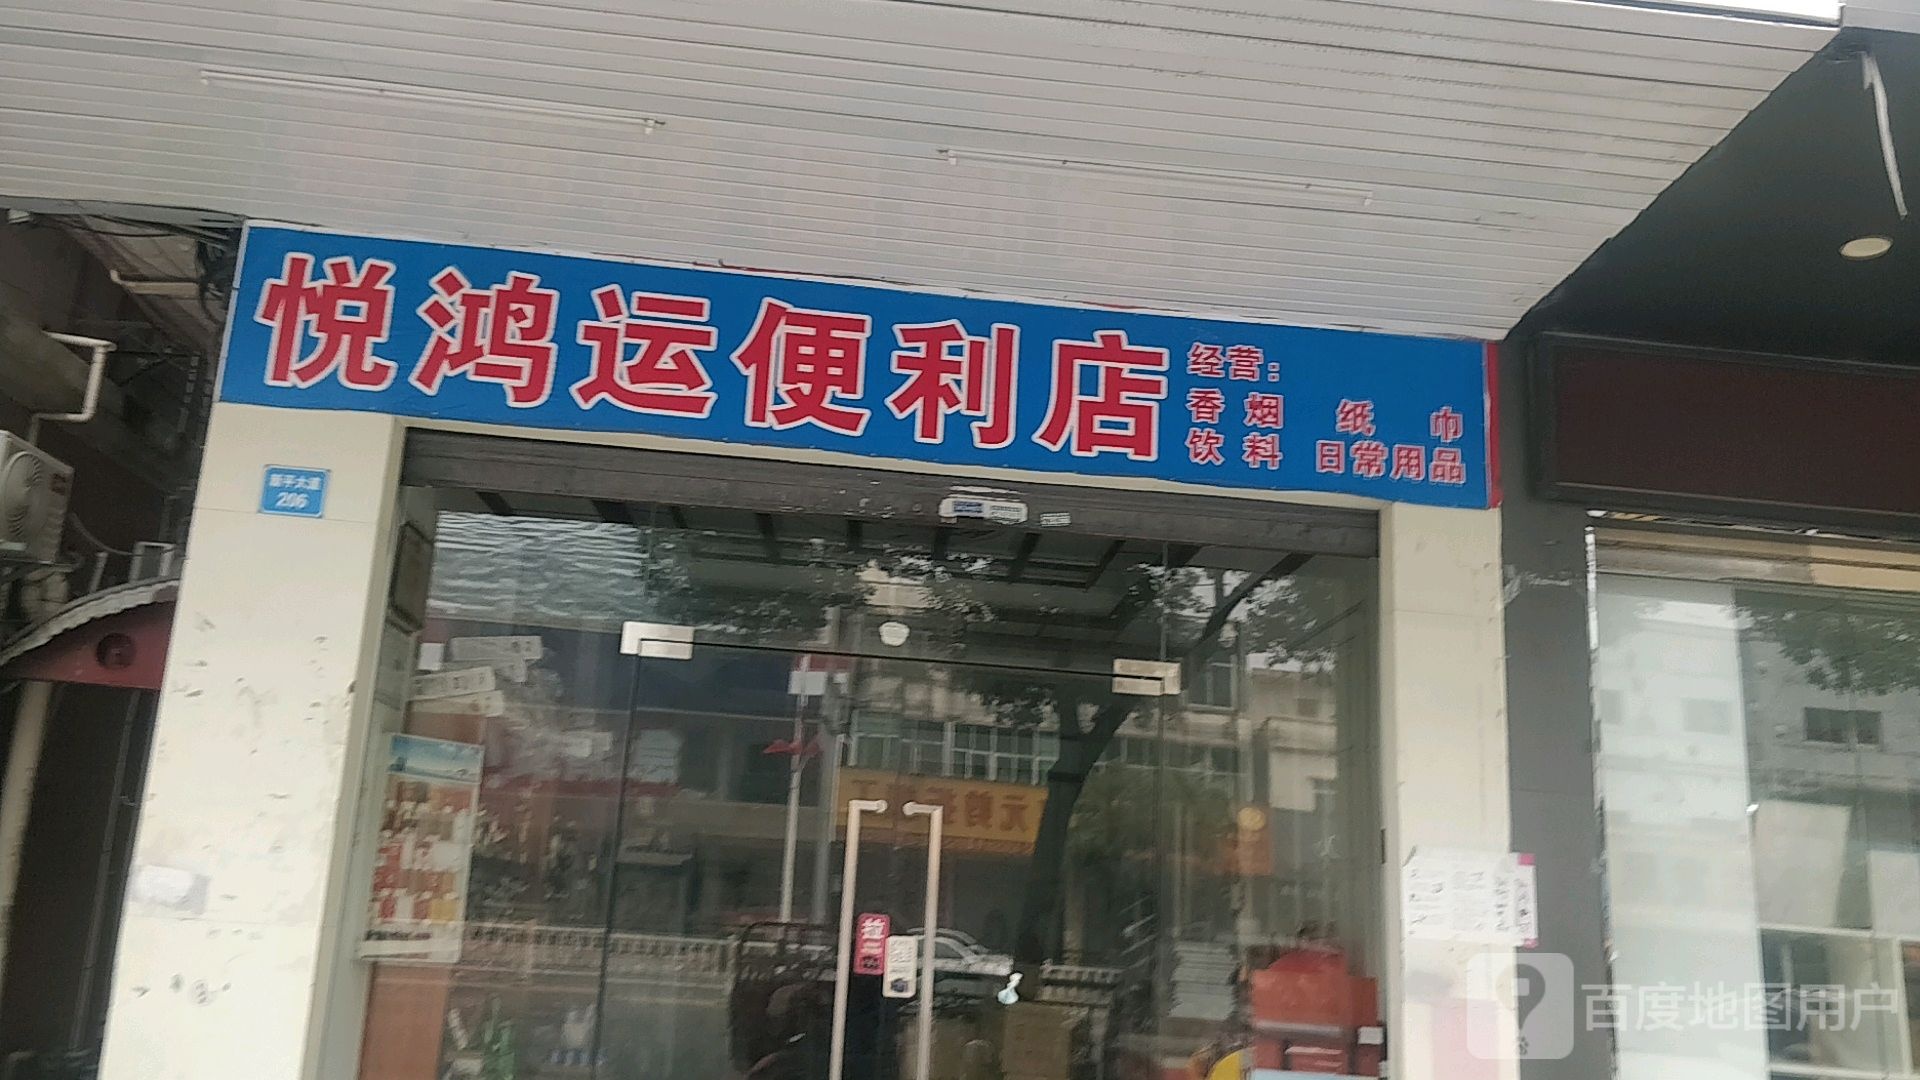 悦鸿运便利店
经营:
香烟 纸巾
饮料 日常用品
206
拉
百度地图用户